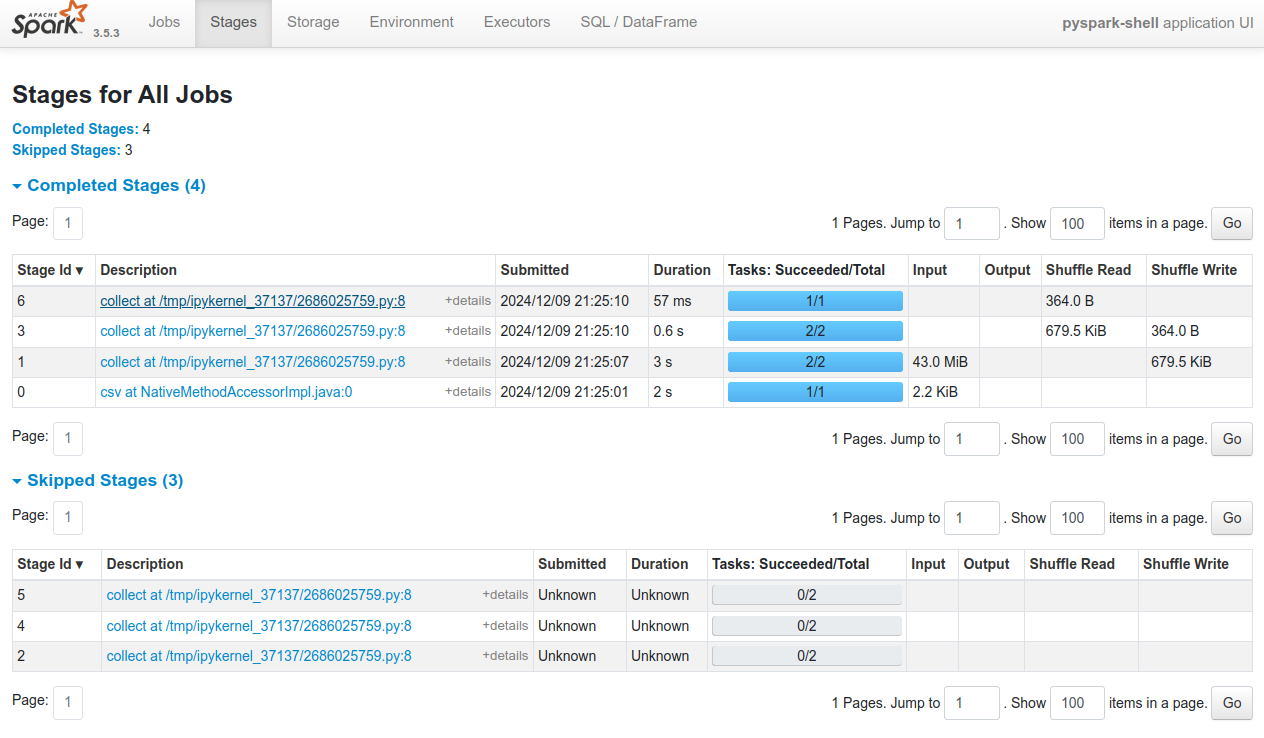 APACHE Spark 3.5.3 Jobs Stages Storage Environment Executors SQL / DataFrame pyspark-shell application UI
Stages for All Jobs
Completed Stages: 4
Skipped Stages: 3
Completed Stages (4)
Page: 1 1 Pages. Jump to 1 . Show 100 items in a page. Go
Stage Id ▾ Description Submitted Duration Tasks: Succeeded/Total Input Output Shuffle Read Shuffle Write
6 collect at /tmp/ipykernel_37137/2686025759.py:8 +details 2024/12/09 21:25:10 57 ms 1/1 364.0 B
3 collect at /tmp/ipykernel_37137/2686025759.py:8 +details 2024/12/09 21:25:10 0.6 s 2/2 679.5 KiB 364.0 B
1 collect at /tmp/ipykernel_37137/2686025759.py:8 +details 2024/12/09 21:25:07 3 s 2/2 43.0 MiB 679.5 KiB
0 csv at NativeMethodAccessorImpl.java:0 +details 2024/12/09 21:25:01 2 s 1/1 2.2 KiB
Page: 1 1 Pages. Jump to 1 . Show 100 items in a page. Go
Skipped Stages (3)
Page: 1 1 Pages. Jump to 1 . Show 100 items in a page. Go
Stage Id ▾ Description Submitted Duration Tasks: Succeeded/Total Input Output Shuffle Read Shuffle Write
5 collect at /tmp/ipykernel_37137/2686025759.py:8 +details Unknown Unknown 0/2
4 collect at /tmp/ipykernel_37137/2686025759.py:8 +details Unknown Unknown 0/2
2 collect at /tmp/ipykernel_37137/2686025759.py:8 +details Unknown Unknown 0/2
Page: 1 1 Pages. Jump to 1 . Show 100 items in a page. Go